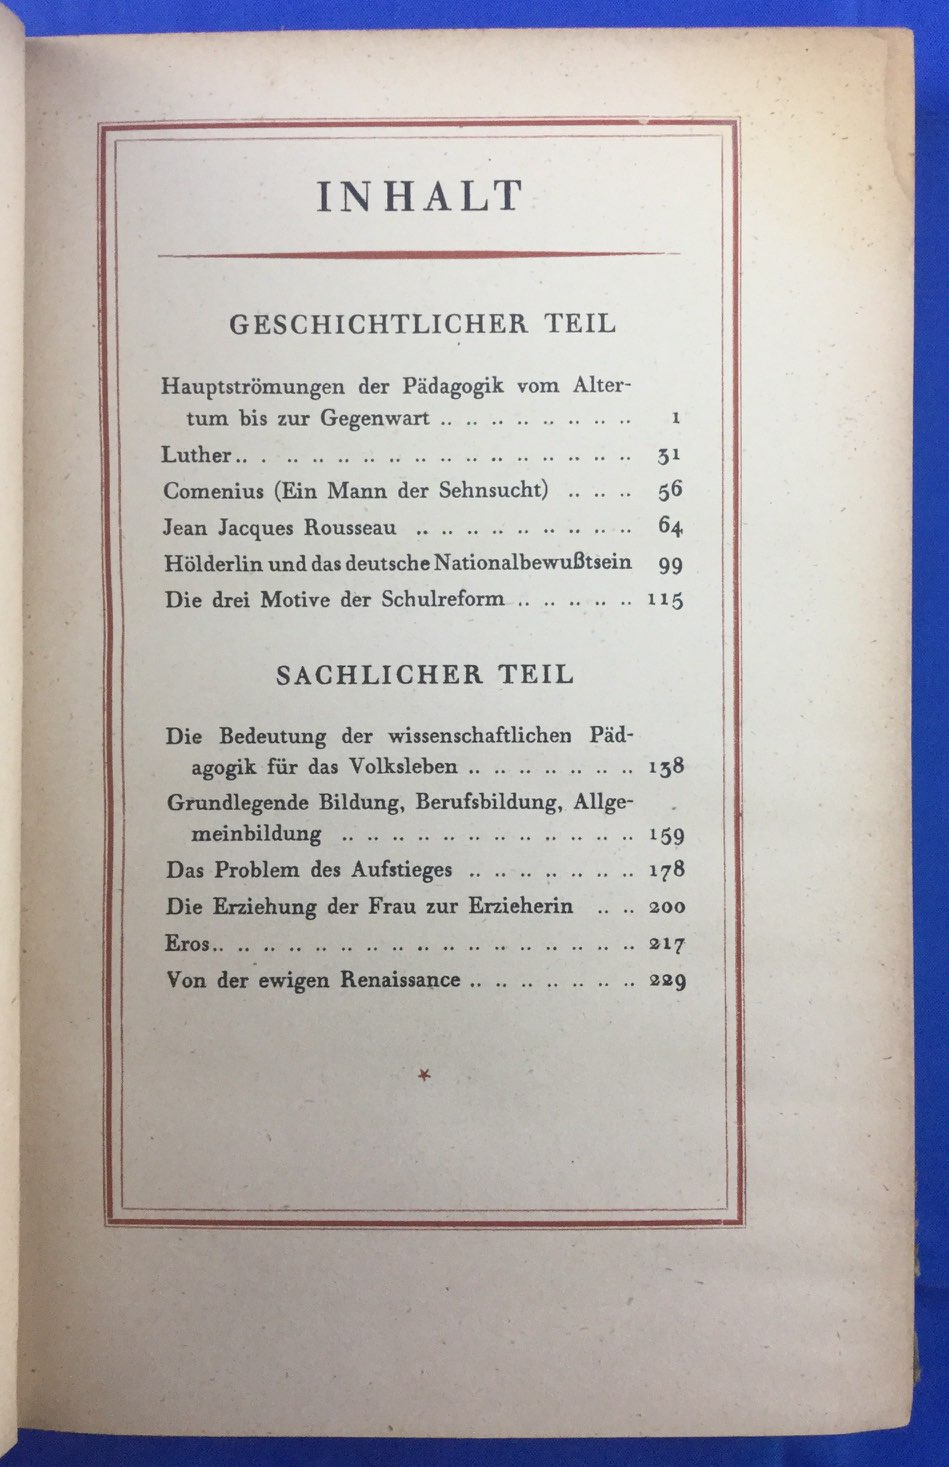 INHALT
GESCHICHTLICHER TEIL
Hauptströmungen der Pädagogik vom Alter-
tum bis zur Gegenwart .. .. .. .. .. .. .. .. 1
Luther.. . .. .. .. .. .. .. .. .. .. .. .. .. .. .. 31
Comenius (Ein Mann der Sehnsucht) .. .. .. 56
Jean Jacques Rousseau .. .. .. .. .. .. .. .. .. 64
Hölderlin und das deutsche Nationalbewußtsein 99
Die drei Motive der Schulreform .. .. .. .. .. 115
SACHLICHER TEIL
Die Bedeutung der wissenschaftlichen Päd-
agogik für das Volksleben .. .. .. .. .. .. .. 138
Grundlegende Bildung, Berufsbildung, Allge-
meinbildung .. .. .. .. .. .. .. .. .. .. .. .. 159
Das Problem des Aufstieges .. .. .. .. .. .. .. 178
Die Erziehung der Frau zur Erzieherin .. .. 200
Eros.. .. .. .. .. .. .. .. .. .. .. .. .. .. .. .. .. 217
Von der ewigen Renaissance .. .. .. .. .. .. .. 229